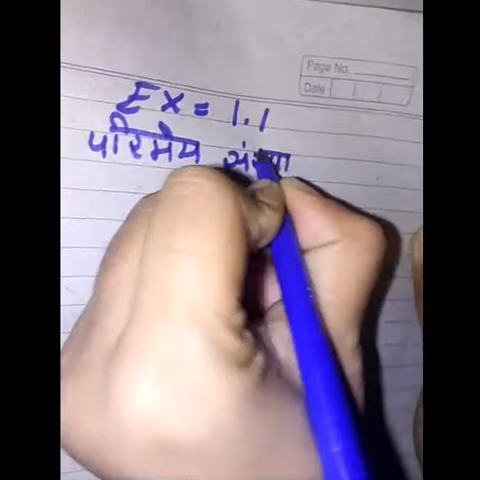 Page No.
Date
Ex = 1.1
परिमेय संख्या